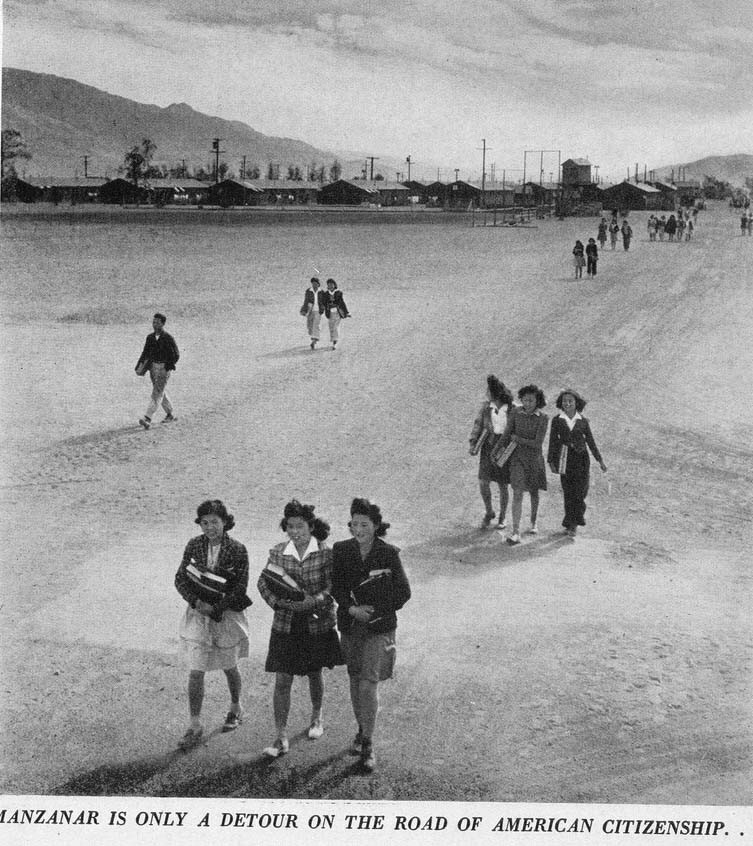 MANZANAR IS ONLY A DETOUR ON THE ROAD OF AMERICAN CITIZENSHIP. .